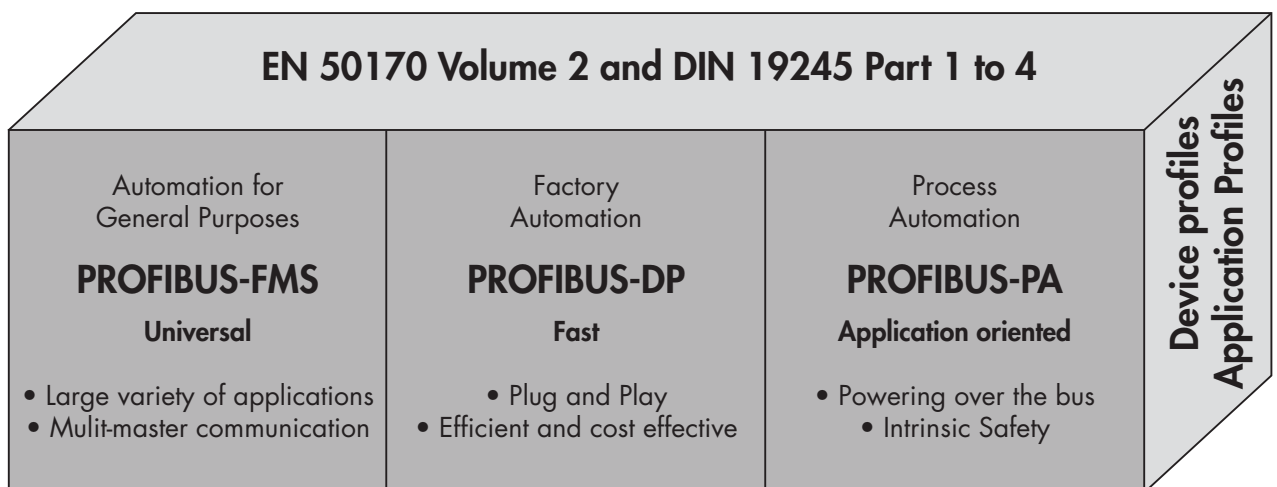 EN 50170 Volume 2 and DIN 19245 Part 1 to 4
Automation for
General Purposes
PROFIBUS-FMS
Universal
• Large variety of applications
• Mulit-master communication
Factory
Automation
PROFIBUS-DP
Fast
• Plug and Play
• Efficient and cost effective
Process
Automation
PROFIBUS-PA
Application oriented
• Powering over the bus
• Intrinsic Safety
Device profiles
Application Profiles